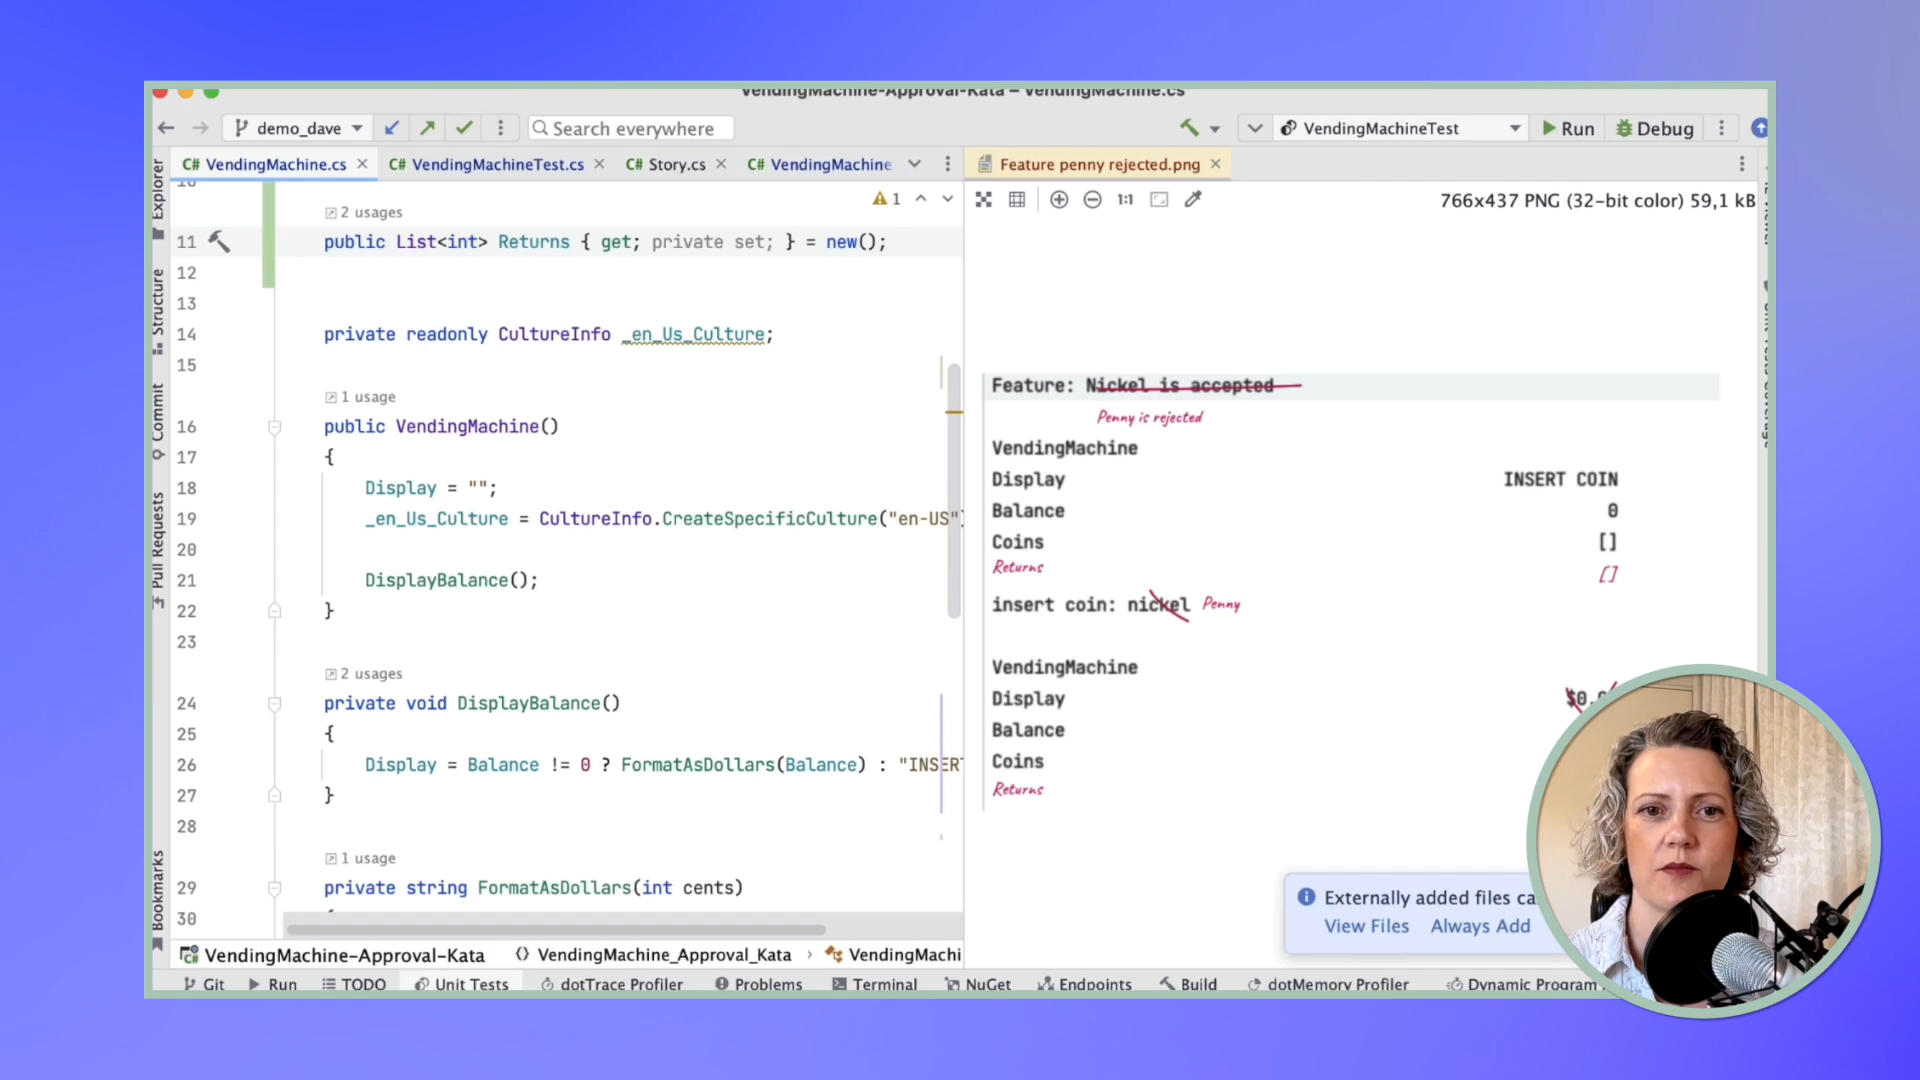 VendingMachine-Approval-Kata – VendingMachine.cs
demo_dave
Search everywhere
VendingMachineTest
Run
Debug
C# VendingMachine.cs
C# VendingMachineTest.cs
C# Story.cs
C# VendingMachine
Feature penny rejected.png
1
1:1
766x437 PNG (32-bit color) 59,1 kB
Explorer
Structure
Commit
Pull Requests
Bookmarks
10
2 usages
11 public List<int> Returns { get; private set; } = new();
12
13
14 private readonly CultureInfo _en_Us_Culture;
15
1 usage
16 public VendingMachine()
17 {
18 Display = "";
19 _en_Us_Culture = CultureInfo.CreateSpecificCulture("en-US"
20
21 DisplayBalance();
22 }
23
2 usages
24 private void DisplayBalance()
25 {
26 Display = Balance != 0 ? FormatAsDollars(Balance) : "INSERT
27 }
28
1 usage
29 private string FormatAsDollars(int cents)
30 {
Feature: Nickel is accepted
Penny is rejected
VendingMachine
Display INSERT COIN
Balance 0
Coins []
Returns []
insert coin: nickel Penny
VendingMachine
Display $0.
Balance
Coins
Returns
Externally added files ca
View Files Always Add
VendingMachine-Approval-Kata
VendingMachine_Approval_Kata
VendingMachi
Git
Run
TODO
Unit Tests
dotTrace Profiler
Problems
Terminal
NuGet
Endpoints
Build
dotMemory Profiler
Dynamic Program